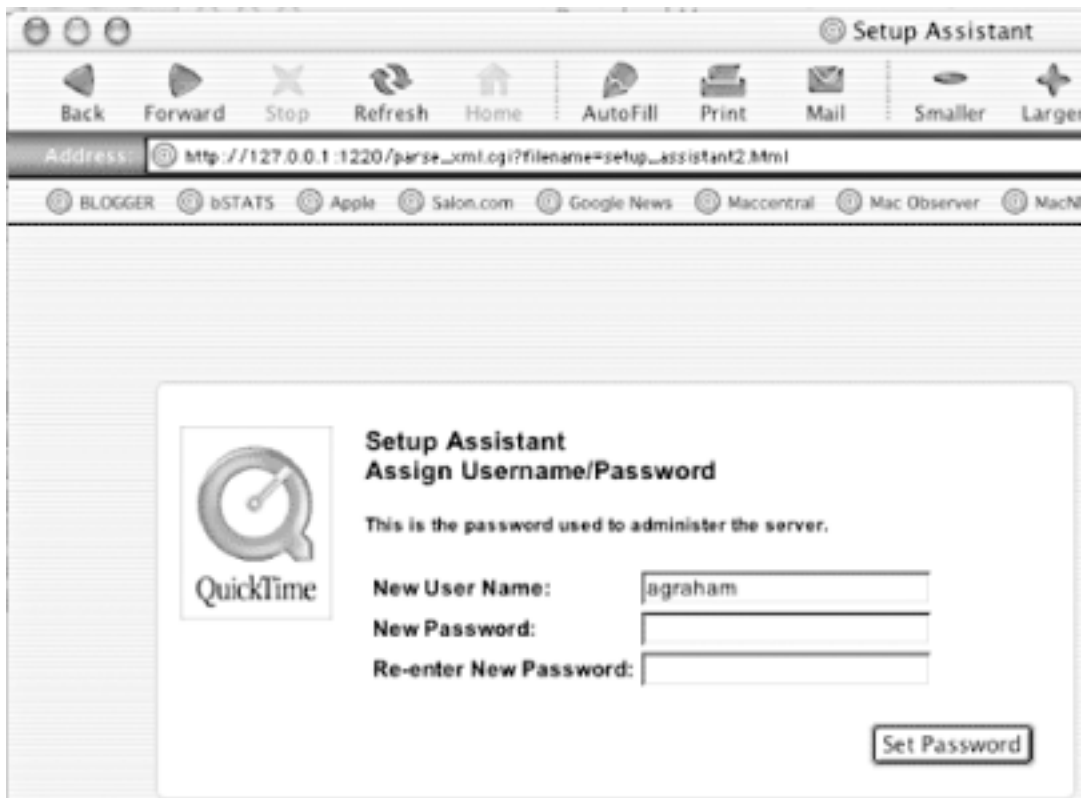 Setup Assistant
Back Forward Stop Refresh Home AutoFill Print Mail Smaller Larger
Address: http://127.0.0.1:1220/parse_xml.cgi?filename=setup_assistant2.html
BLOGGER bSTATS Apple Salon.com Google News Maccentral Mac Observer MacN
Setup Assistant
Assign Username/Password
This is the password used to administer the server.
QuickTime
New User Name: agraham
New Password:
Re-enter New Password:
Set Password